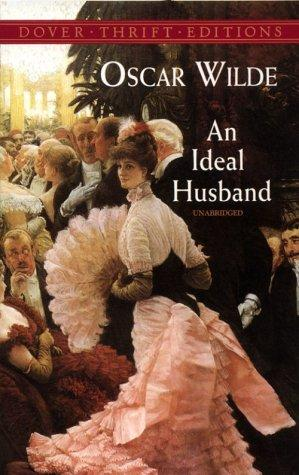 DOVER · THRIFT · EDITIONS
OSCAR WILDE
An
Ideal
Husband
UNABRIDGED